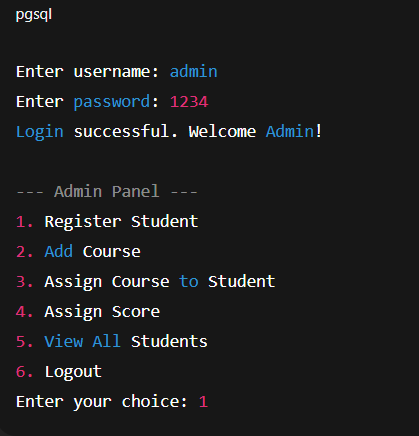 pgsql
Enter username: admin
Enter password: 1234
Login successful. Welcome Admin!
--- Admin Panel ---
1. Register Student
2. Add Course
3. Assign Course to Student
4. Assign Score
5. View All Students
6. Logout
Enter your choice: 1